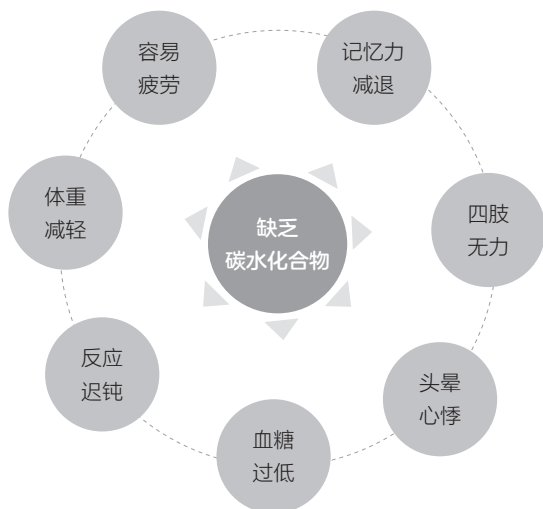 容易
疲劳
记忆力
减退
体重
减轻
缺乏
碳水化合物
四肢
无力
反应
迟钝
头晕
心悸
血糖
过低